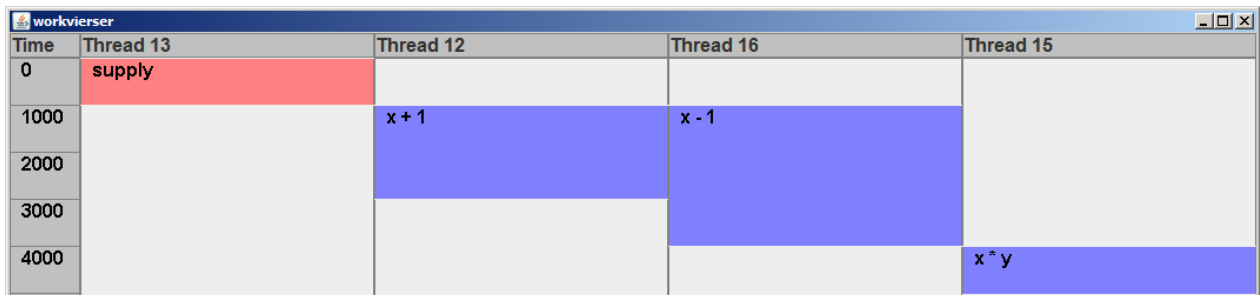 workvierser
Time Thread 13 Thread 12 Thread 16 Thread 15
0 supply
1000 x + 1 x - 1
2000
3000
4000 x * y